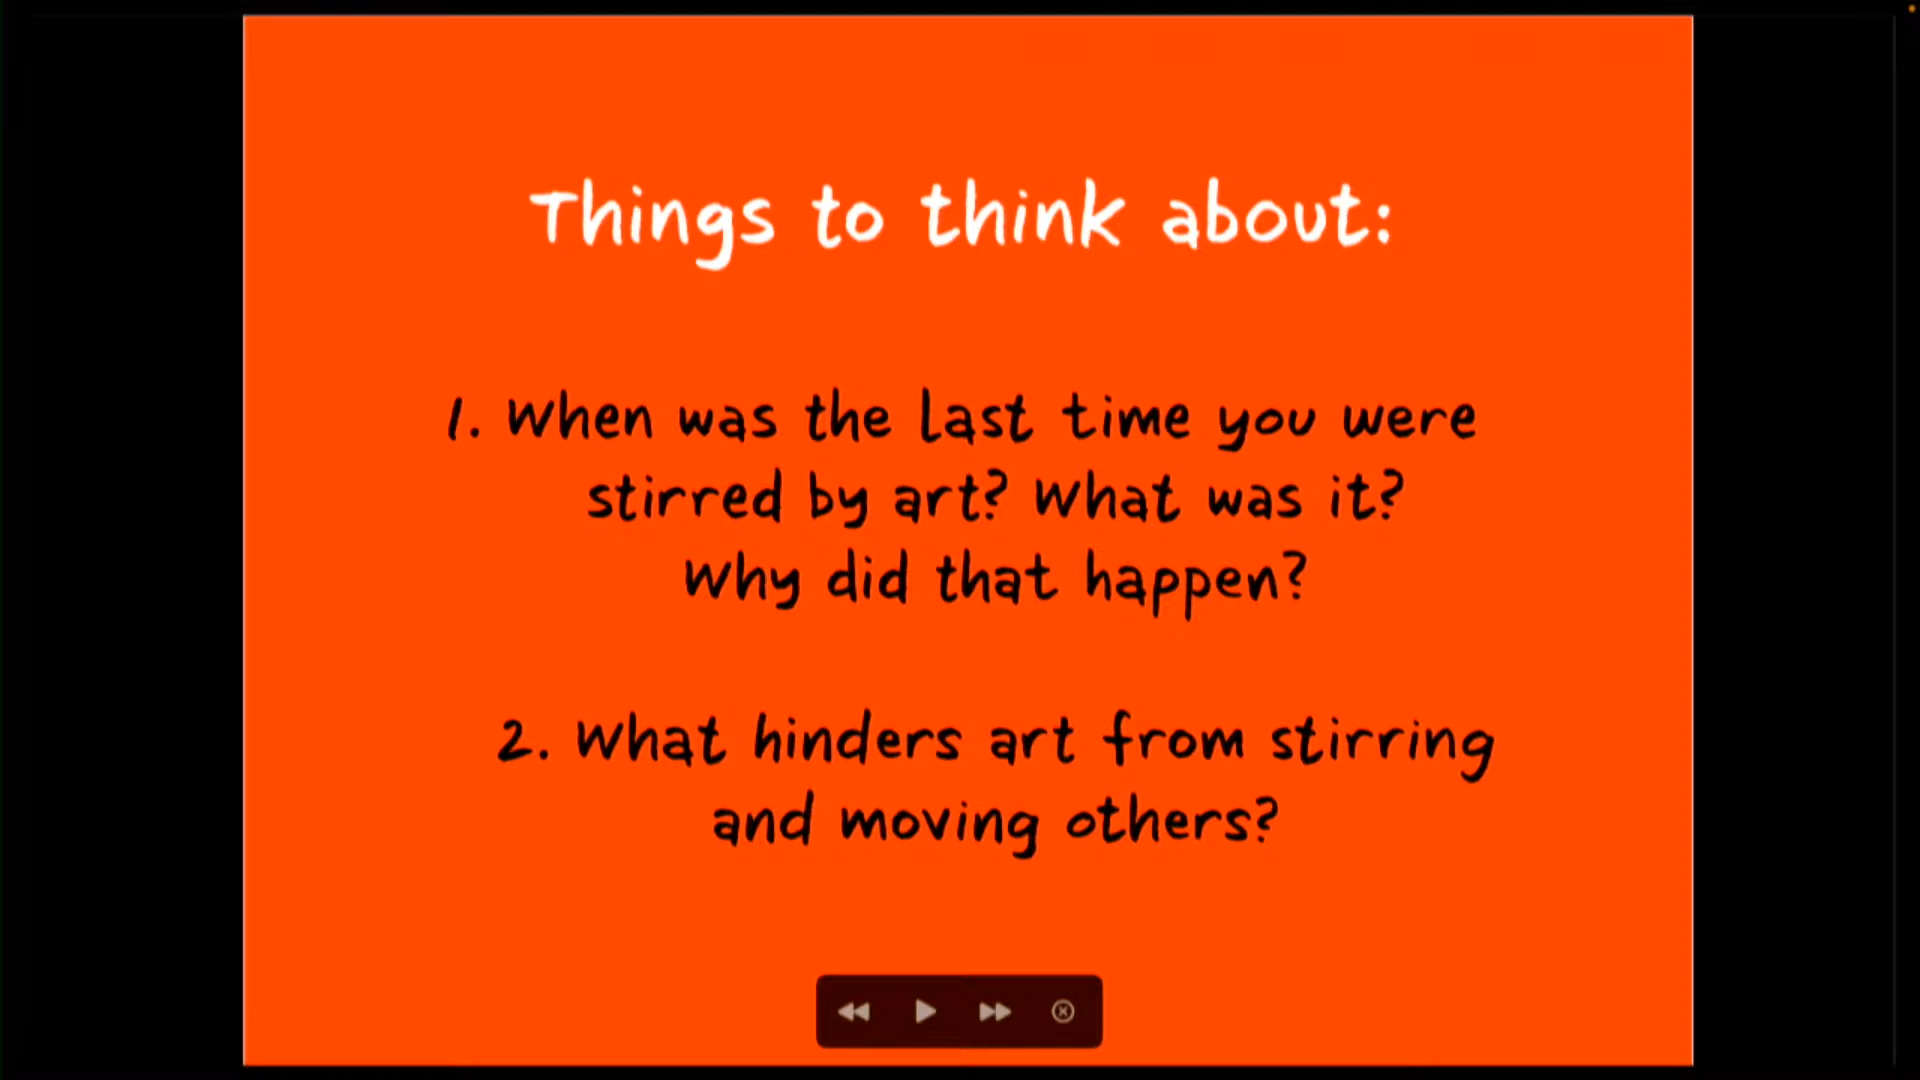 Things to think about:
1. When was the last time you were
stirred by art? What was it?
Why did that happen?
2. What hinders art from stirring
and moving others?